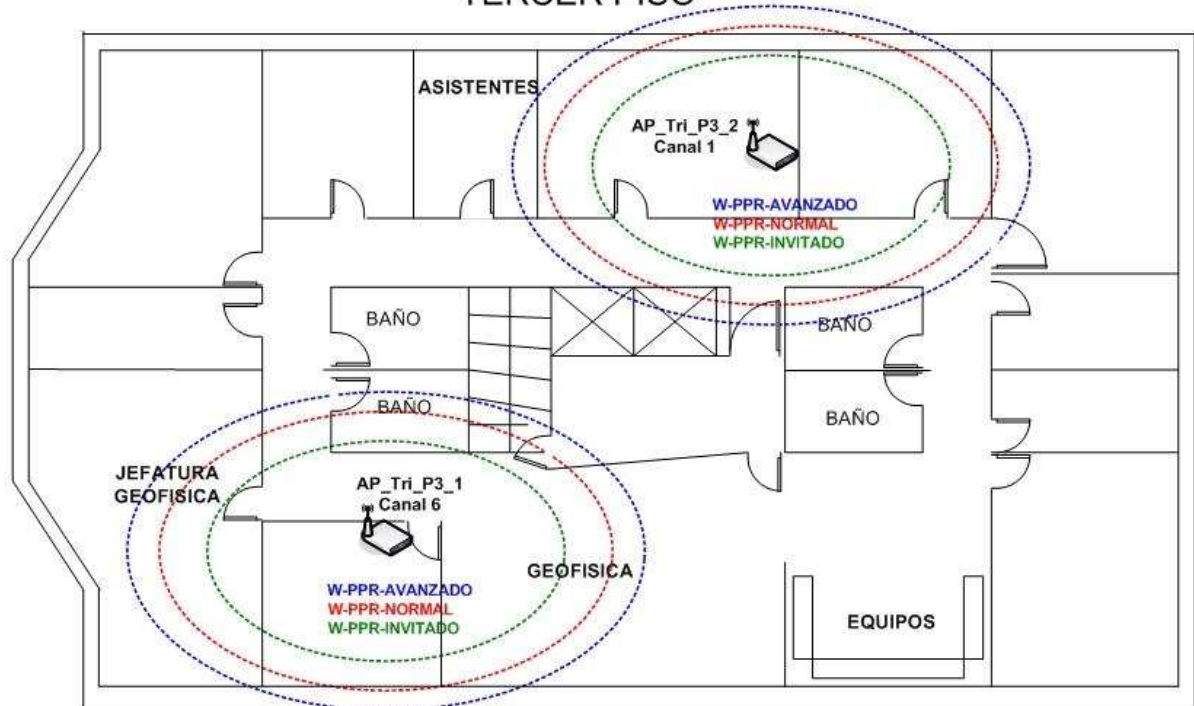 TERCER PISO
ASISTENTES
AP_Tri_P3_2
Canal 1
W-PPR-AVANZADO
W-PPR-NORMAL
W-PPR-INVITADO
BAÑO
BAÑO
BAÑO
BAÑO
JEFATURA
GEOFISICA
AP_Tri_P3_1
Canal 6
GEOFISICA
W-PPR-AVANZADO
W-PPR-NORMAL
W-PPR-INVITADO
EQUIPOS